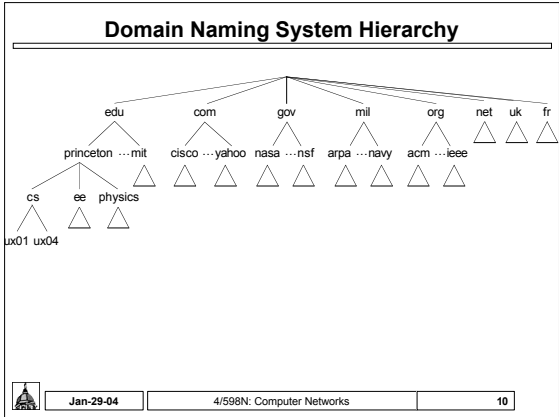 Domain Naming System Hierarchy
edu com gov mil org net uk fr
princeton ··· mit cisco ··· yahoo nasa ··· nsf arpa ··· navy acm ··· ieee
cs ee physics
ux01 ux04
Jan-29-04 4/598N: Computer Networks 10